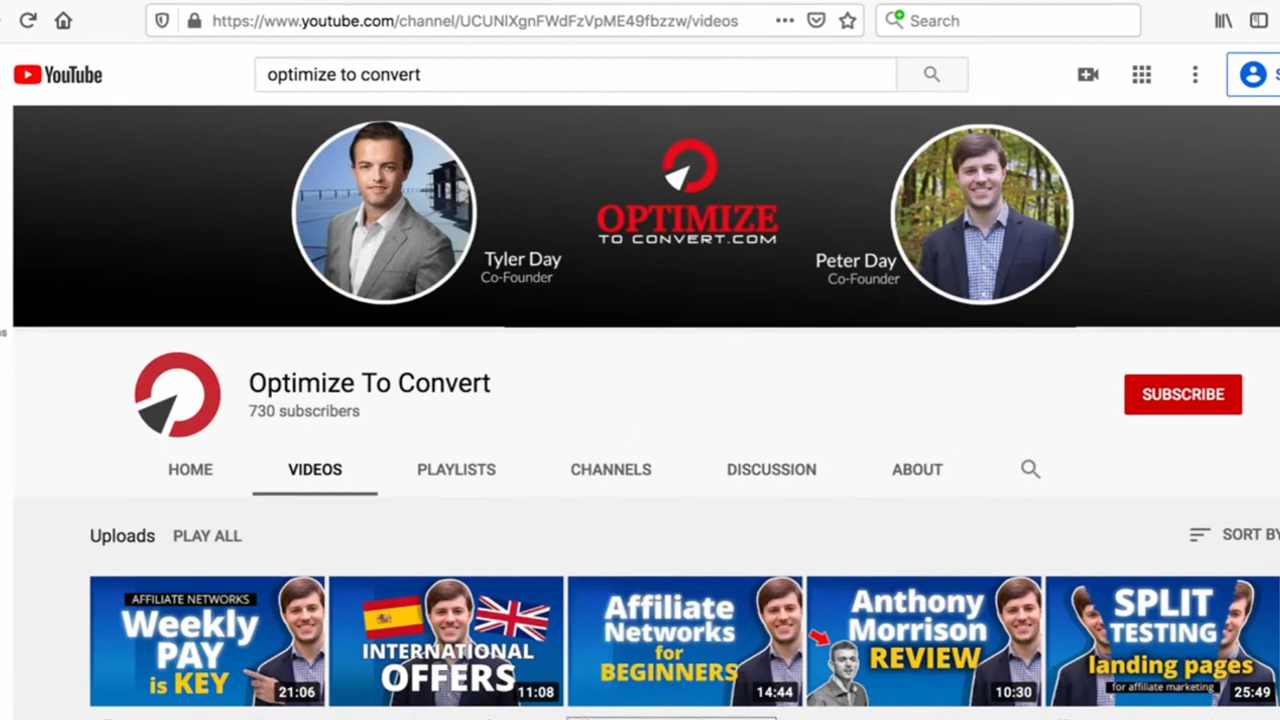 https://www.youtube.com/channel/UCUNlXgnFWdFzVpME49fbzzw/videos
Search
YouTube
optimize to convert
OPTIMIZE
TO CONVERT.COM
Tyler Day
Co-Founder
Peter Day
Co-Founder
Optimize To Convert
730 subscribers
SUBSCRIBE
HOME
VIDEOS
PLAYLISTS
CHANNELS
DISCUSSION
ABOUT
Uploads
PLAY ALL
SORT BY
AFFILIATE NETWORKS
Weekly
PAY
is KEY
21:06
INTERNATIONAL
OFFERS
11:08
Affiliate
Networks
for
BEGINNERS
14:44
Anthony
Morrison
REVIEW
10:30
SPLIT
TESTING
landing pages
for affiliate marketing
25:49